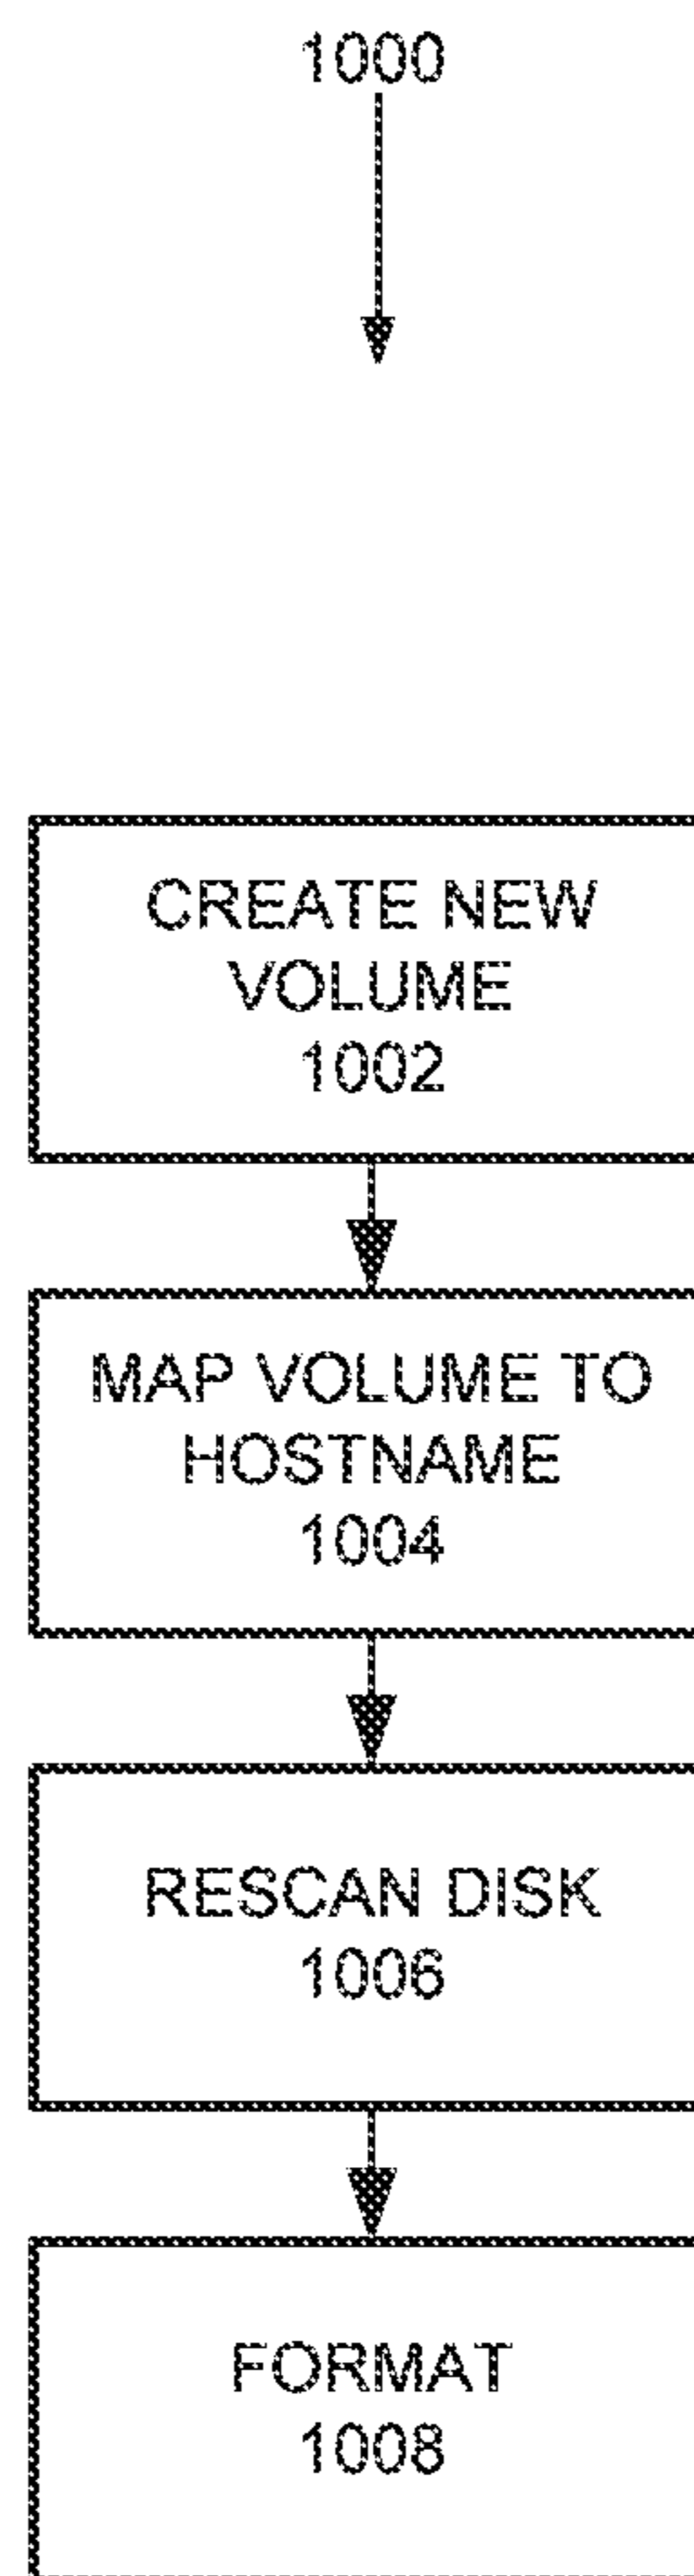 1000
CREATE NEW
VOLUME
1002
MAP VOLUME TO
HOSTNAME
1004
RESCAN DISK
1006
FORMAT
1008